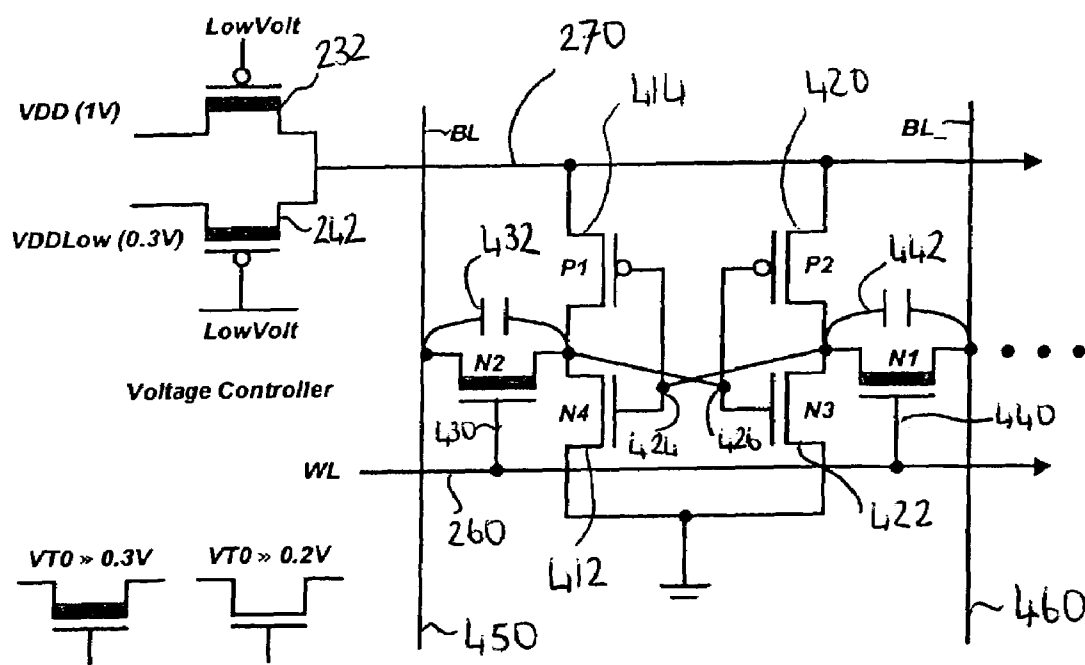 LowVolt
232
270
414
420
VDD (1V)
BL
BL_
VDDLow (0.3V)
242
432
P1
P2
442
LowVolt
N2
N1
Voltage Controller
430
N4
424
426
N3
440
WL
260
412
422
VT0 » 0.3V
VT0 » 0.2V
450
460